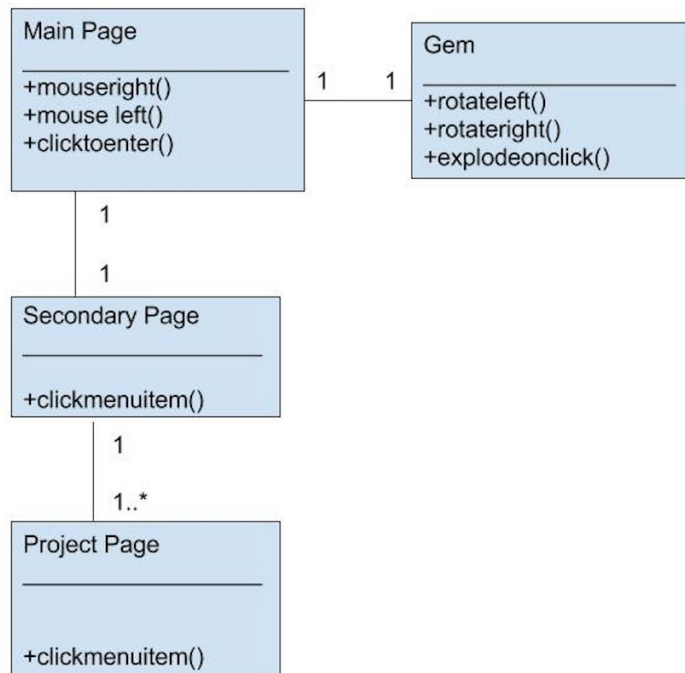 Main Page
+mouseright()
+mouse left()
+clicktoenter()
1 1
Gem
+rotateleft()
+rotateright()
+explodeonclick()
1
1
Secondary Page
+clickmenuitem()
1
1..*
Project Page
+clickmenuitem()